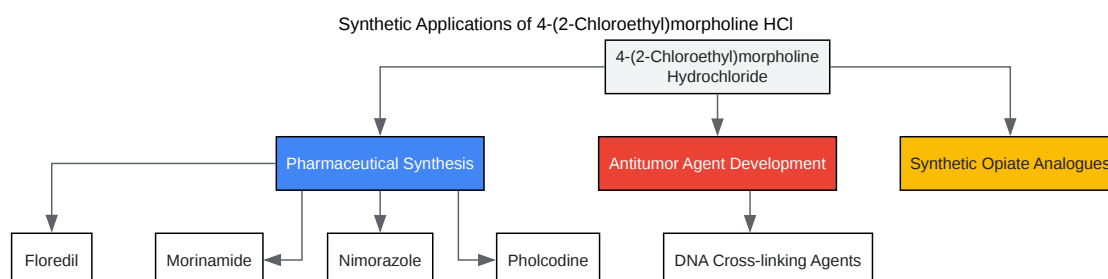 Synthetic Applications of 4-(2-Chloroethyl)morpholine HCl
4-(2-Chloroethyl)morpholine
Hydrochloride
Pharmaceutical Synthesis
Antitumor Agent Development
Synthetic Opiate Analogues
Floredil
Morinamide
Nimorazole
Pholcodine
DNA Cross-linking Agents